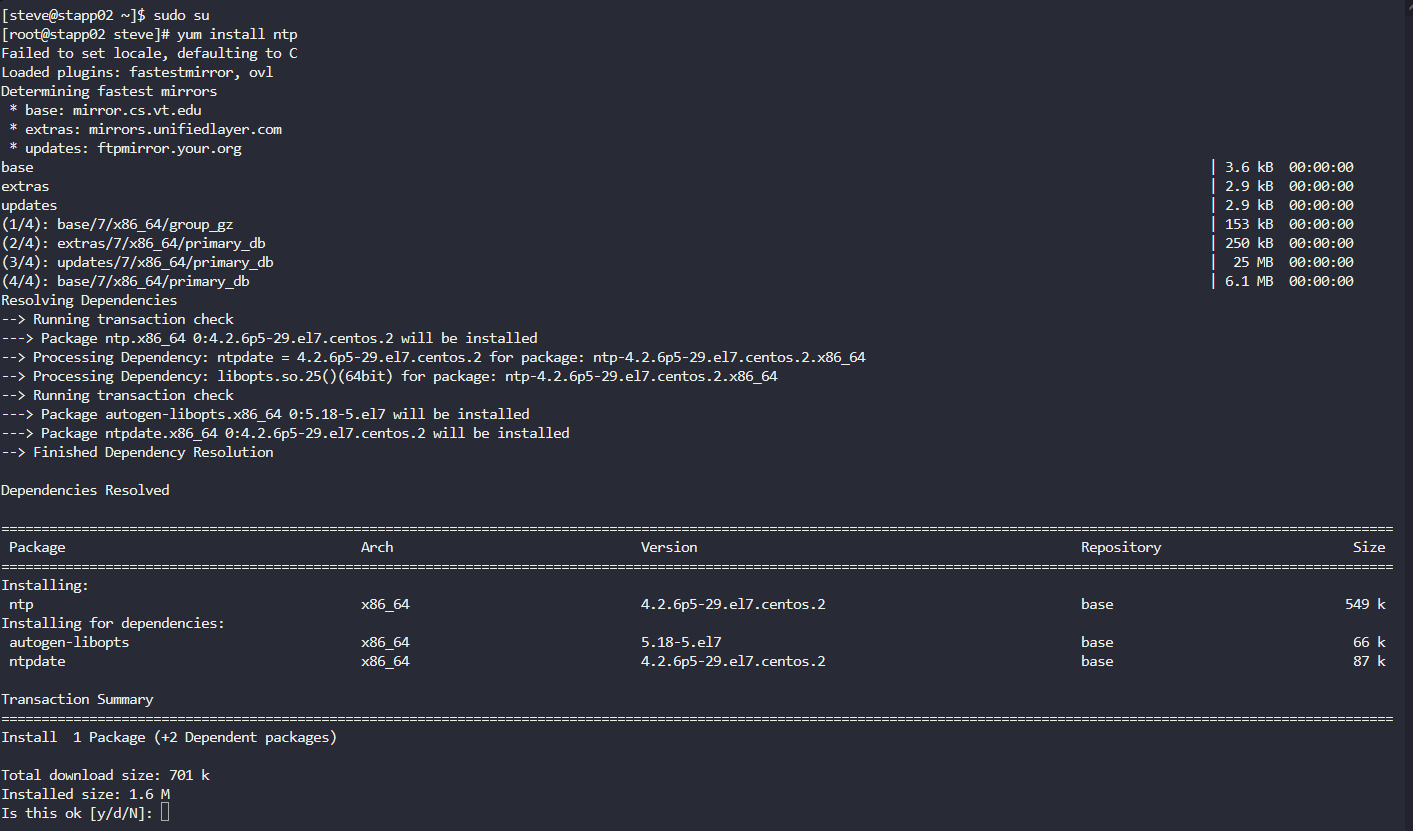 [steve@stapp02 ~]$ sudo su
[root@stapp02 steve]# yum install ntp
Failed to set locale, defaulting to C
Loaded plugins: fastestmirror, ovl
Determining fastest mirrors
 * base: mirror.cs.vt.edu
 * extras: mirrors.unifiedlayer.com
 * updates: ftpmirror.your.org
base | 3.6 kB 00:00:00
extras | 2.9 kB 00:00:00
updates | 2.9 kB 00:00:00
(1/4): base/7/x86_64/group_gz | 153 kB 00:00:00
(2/4): extras/7/x86_64/primary_db | 250 kB 00:00:00
(3/4): updates/7/x86_64/primary_db | 25 MB 00:00:00
(4/4): base/7/x86_64/primary_db | 6.1 MB 00:00:00
Resolving Dependencies
--> Running transaction check
---> Package ntp.x86_64 0:4.2.6p5-29.el7.centos.2 will be installed
--> Processing Dependency: ntpdate = 4.2.6p5-29.el7.centos.2 for package: ntp-4.2.6p5-29.el7.centos.2.x86_64
--> Processing Dependency: libopts.so.25()(64bit) for package: ntp-4.2.6p5-29.el7.centos.2.x86_64
--> Running transaction check
---> Package autogen-libopts.x86_64 0:5.18-5.el7 will be installed
---> Package ntpdate.x86_64 0:4.2.6p5-29.el7.centos.2 will be installed
--> Finished Dependency Resolution

Dependencies Resolved

================================================================================
 Package Arch Version Repository Size
================================================================================
Installing:
 ntp x86_64 4.2.6p5-29.el7.centos.2 base 549 k
Installing for dependencies:
 autogen-libopts x86_64 5.18-5.el7 base 66 k
 ntpdate x86_64 4.2.6p5-29.el7.centos.2 base 87 k

Transaction Summary
================================================================================
Install  1 Package (+2 Dependent packages)

Total download size: 701 k
Installed size: 1.6 M
Is this ok [y/d/N]: